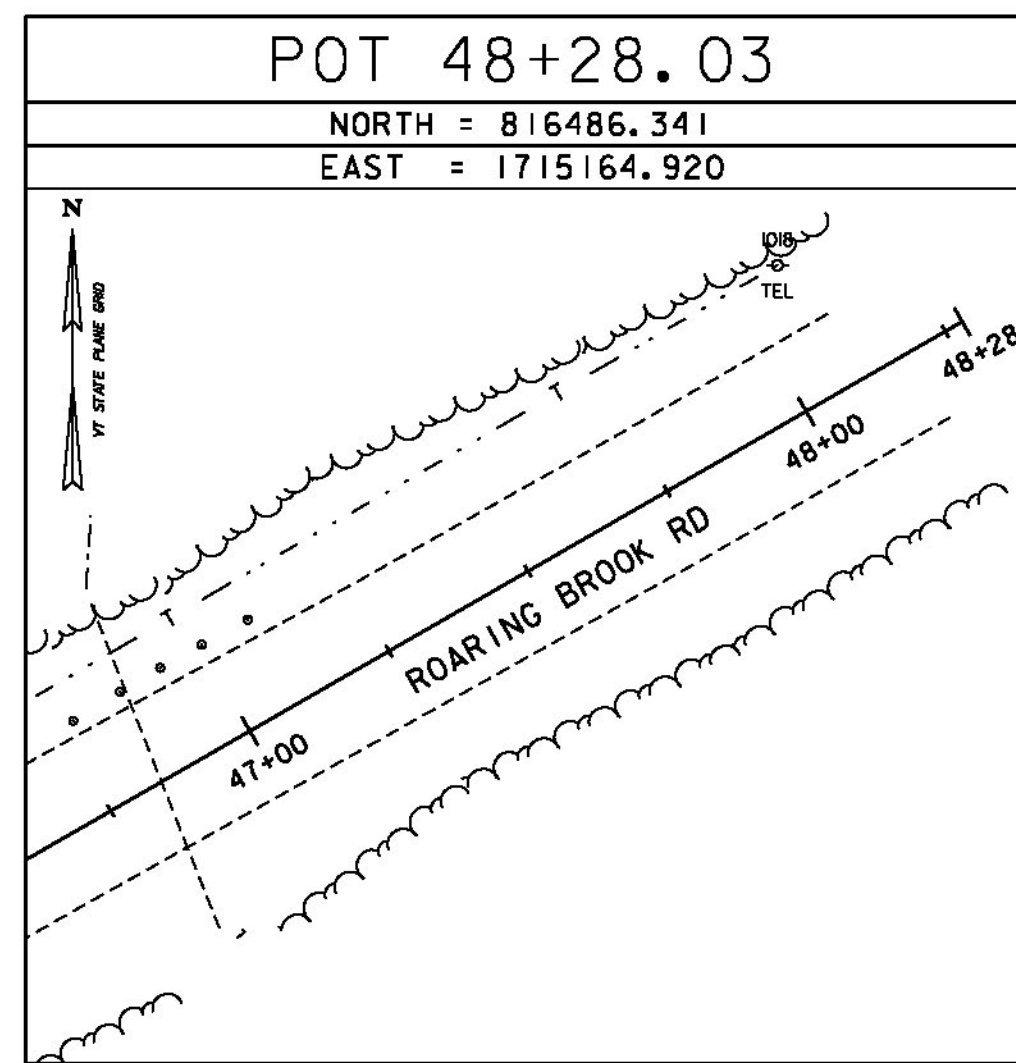 POT 48+28.03
NORTH = 816486.341
EAST = 1715164.920
N
VT STATE PLANE GRID
1018
TEL
48+28
T
48+00
ROARING BROOK RD
T
47+00